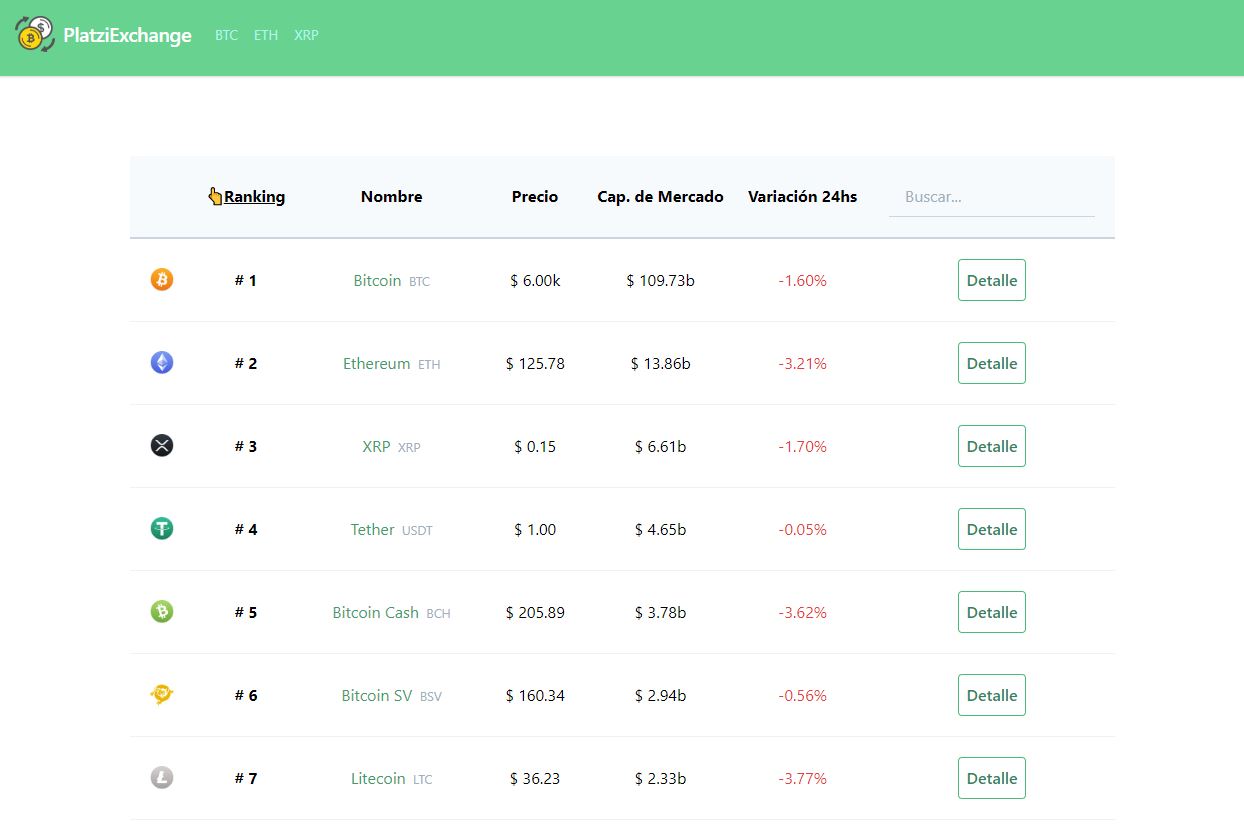 PlatziExchange BTC ETH XRP
👆Ranking Nombre Precio Cap. de Mercado Variación 24hs Buscar...
# 1 Bitcoin BTC $ 6.00k $ 109.73b -1.60% Detalle
# 2 Ethereum ETH $ 125.78 $ 13.86b -3.21% Detalle
# 3 XRP XRP $ 0.15 $ 6.61b -1.70% Detalle
# 4 Tether USDT $ 1.00 $ 4.65b -0.05% Detalle
# 5 Bitcoin Cash BCH $ 205.89 $ 3.78b -3.62% Detalle
# 6 Bitcoin SV BSV $ 160.34 $ 2.94b -0.56% Detalle
# 7 Litecoin LTC $ 36.23 $ 2.33b -3.77% Detalle